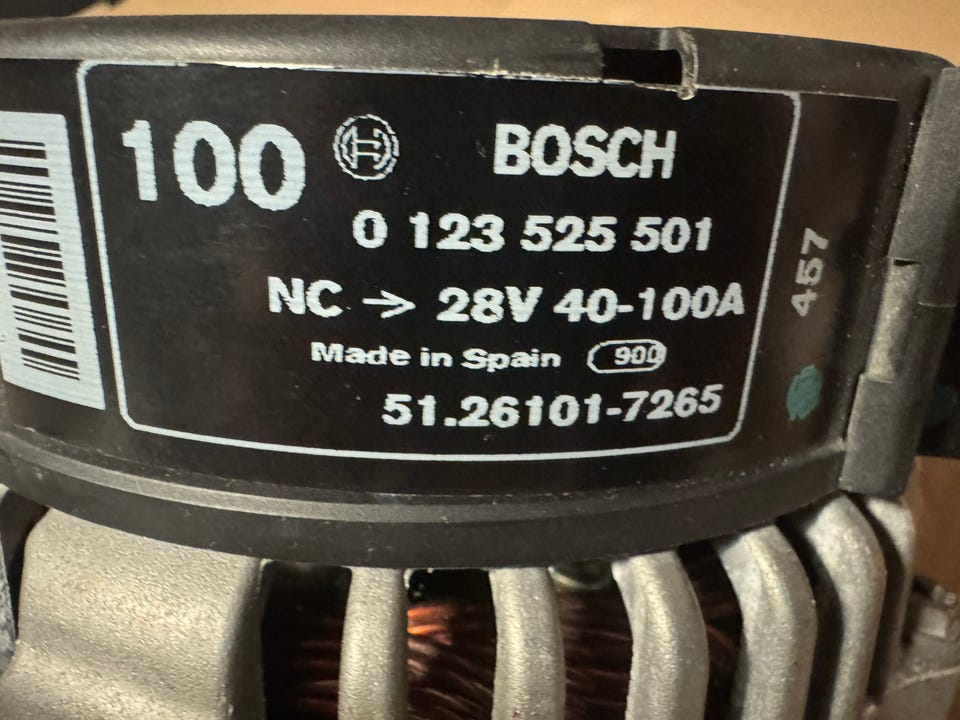 100 BOSCH
0 123 525 501
NC → 28V 40-100A
Made in Spain 900
51.26101-7265
457